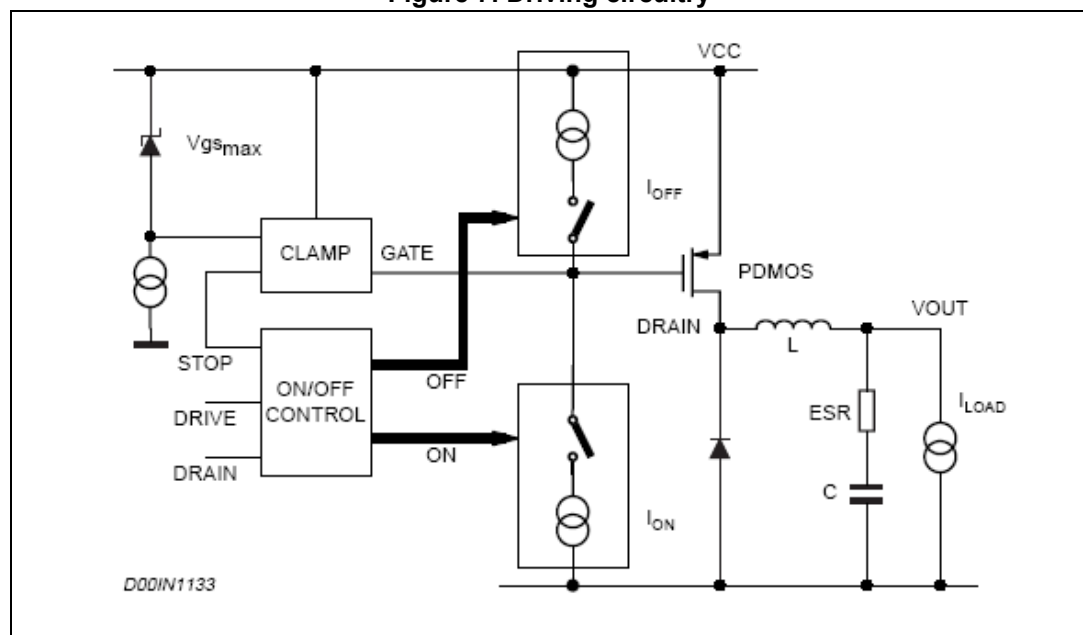 Figure 7. Driving circuitry
VCC
Vgsmax
IOFF
CLAMP
GATE
PDMOS
DRAIN
VOUT
L
STOP
OFF
ON/OFF
CONTROL
ESR
ILOAD
DRIVE
ON
DRAIN
C
ION
D00IN1133